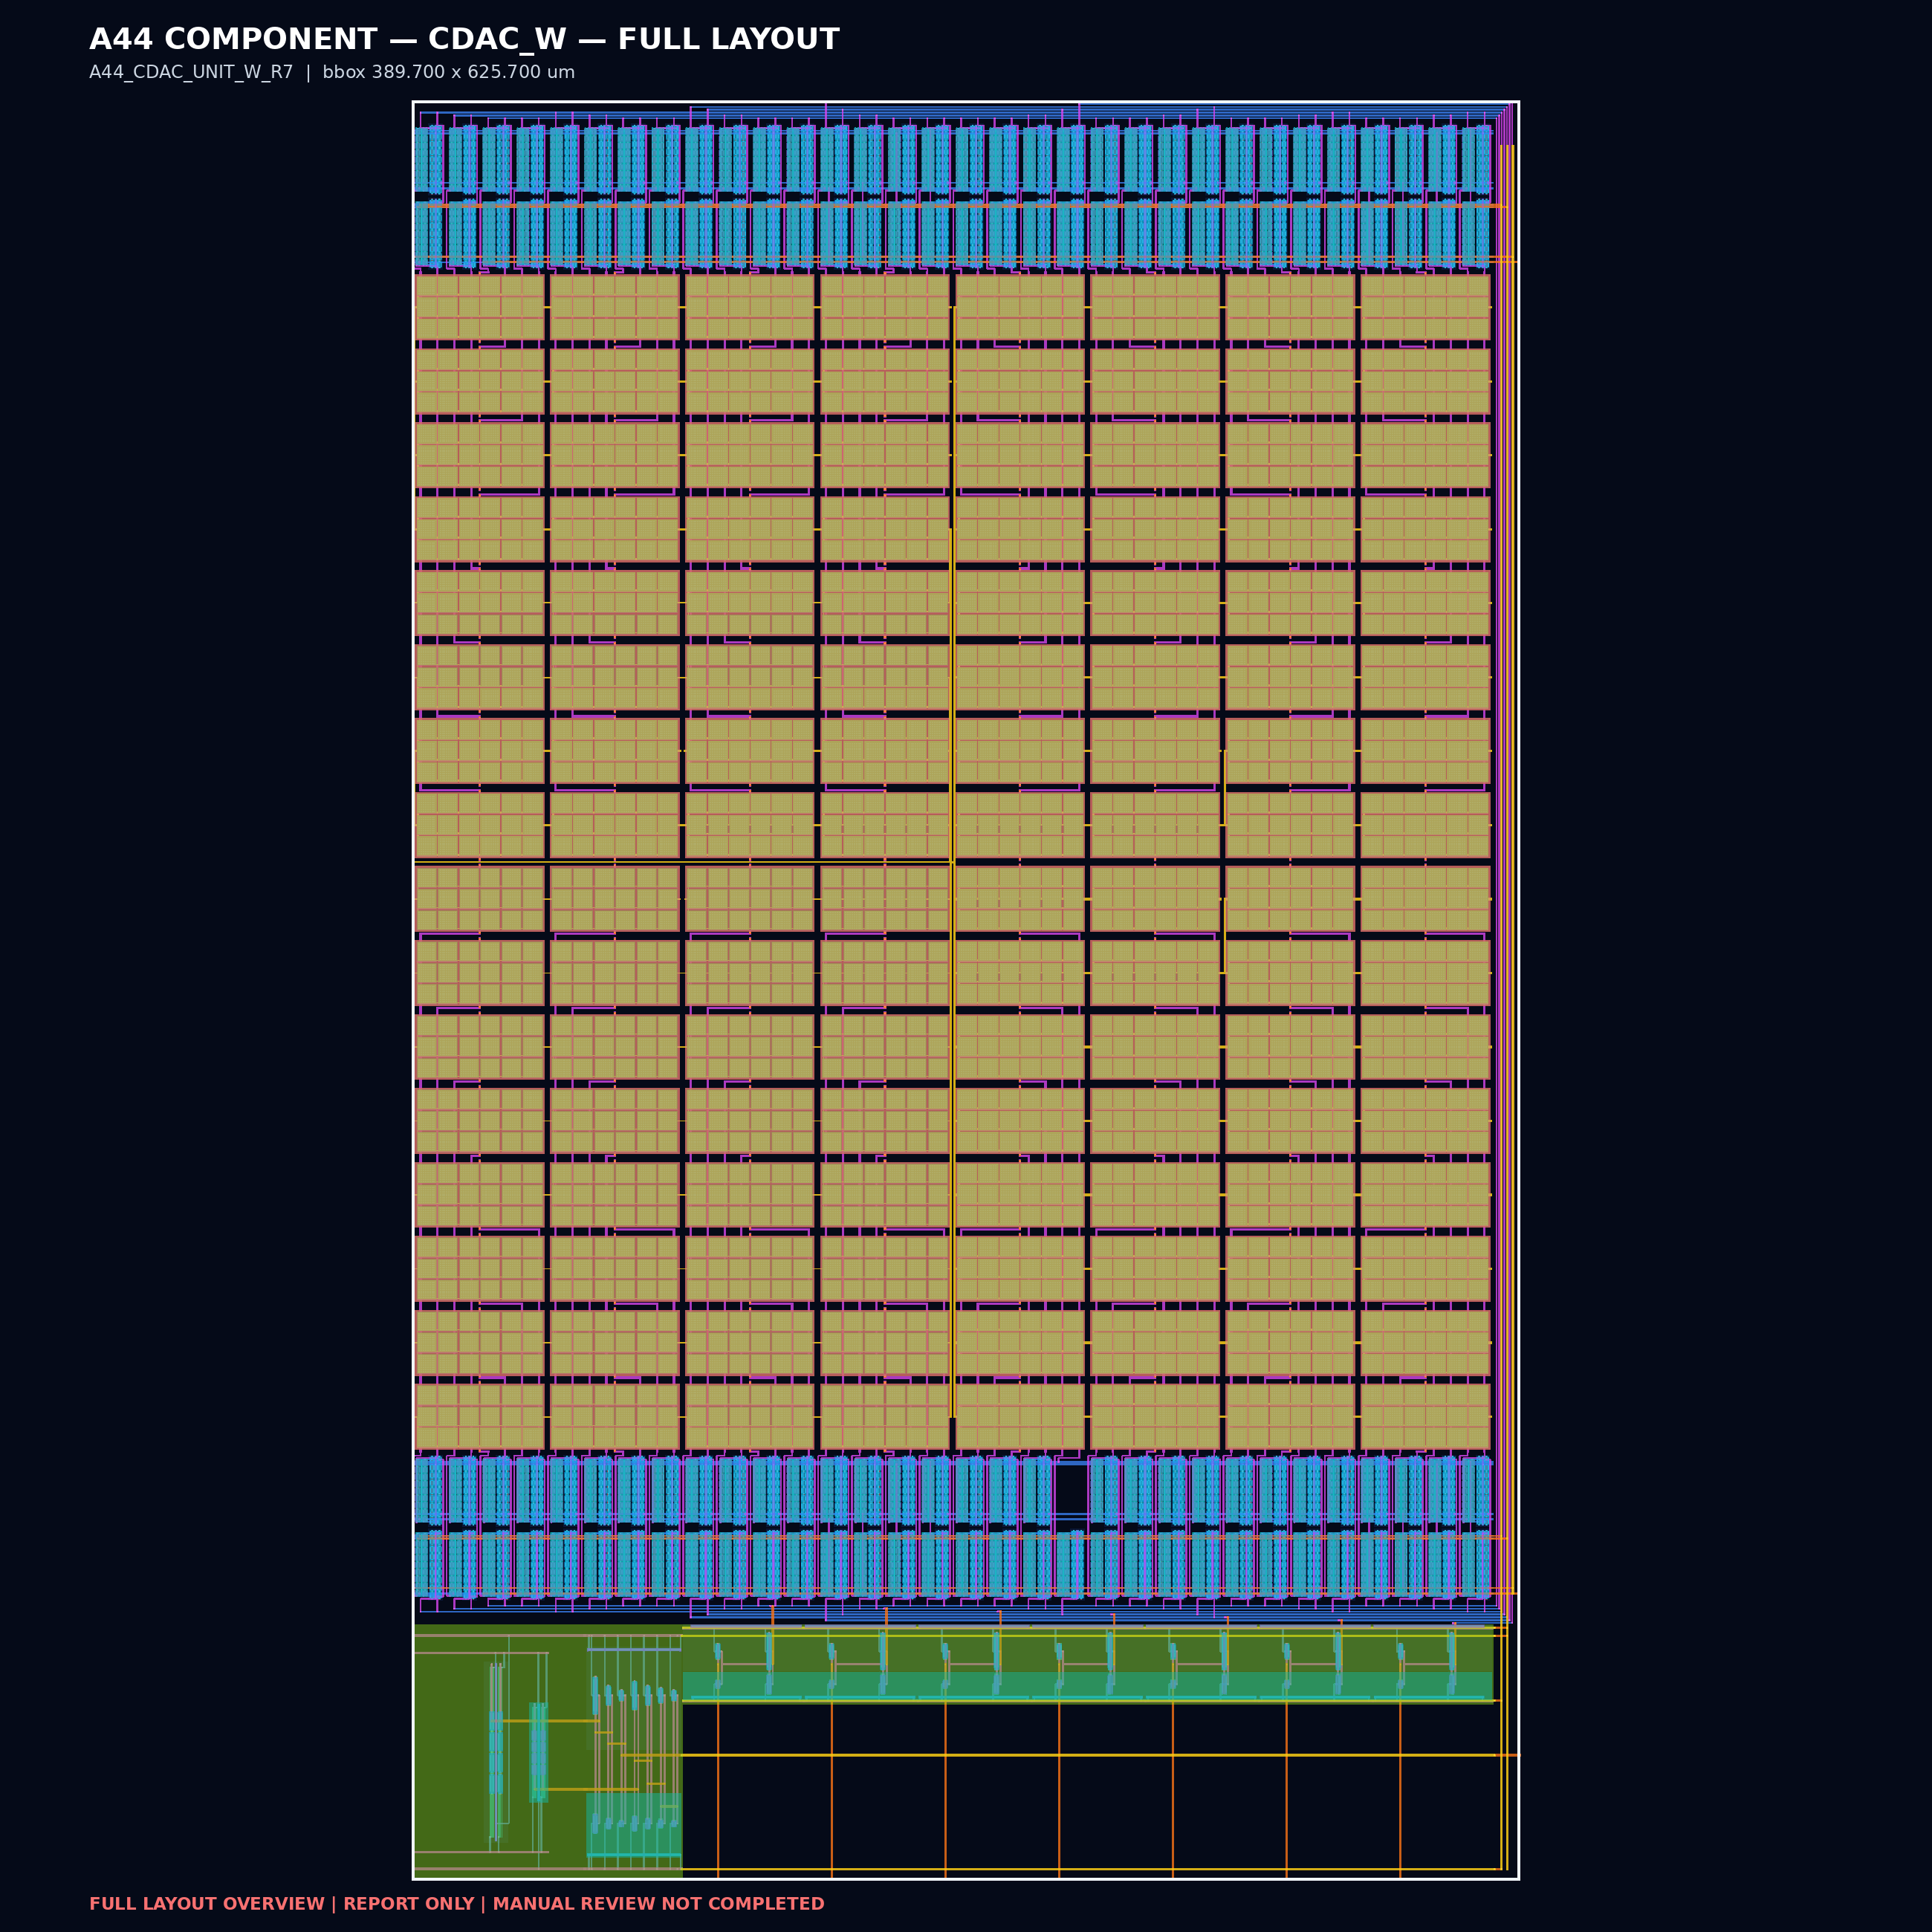 A44 COMPONENT — CDAC_W — FULL LAYOUT
A44_CDAC_UNIT_W_R7 | bbox 389.700 x 625.700 um
FULL LAYOUT OVERVIEW | REPORT ONLY | MANUAL REVIEW NOT COMPLETED